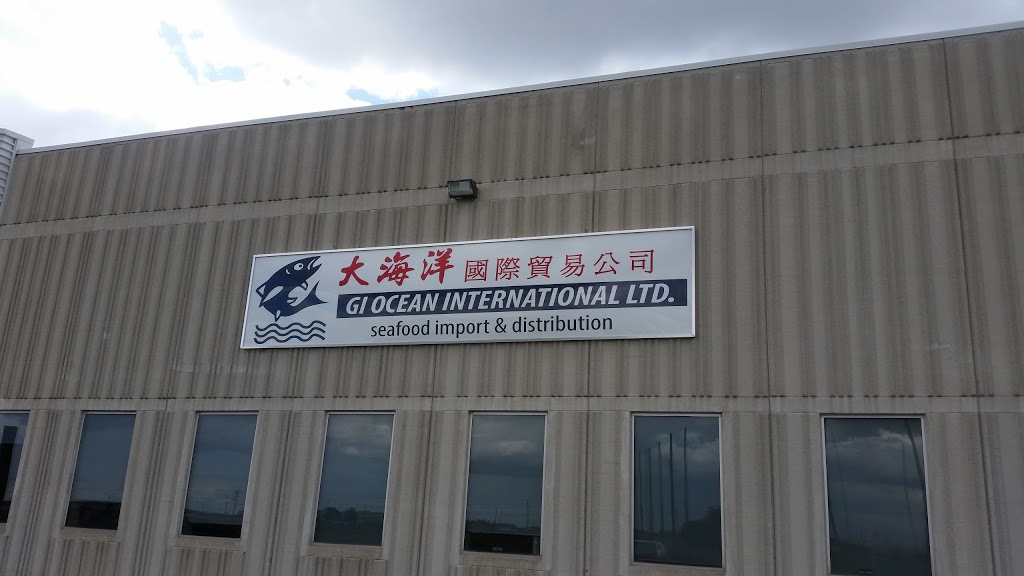 大海洋國際貿易公司
GI OCEAN INTERNATIONAL LTD.
seafood import & distribution